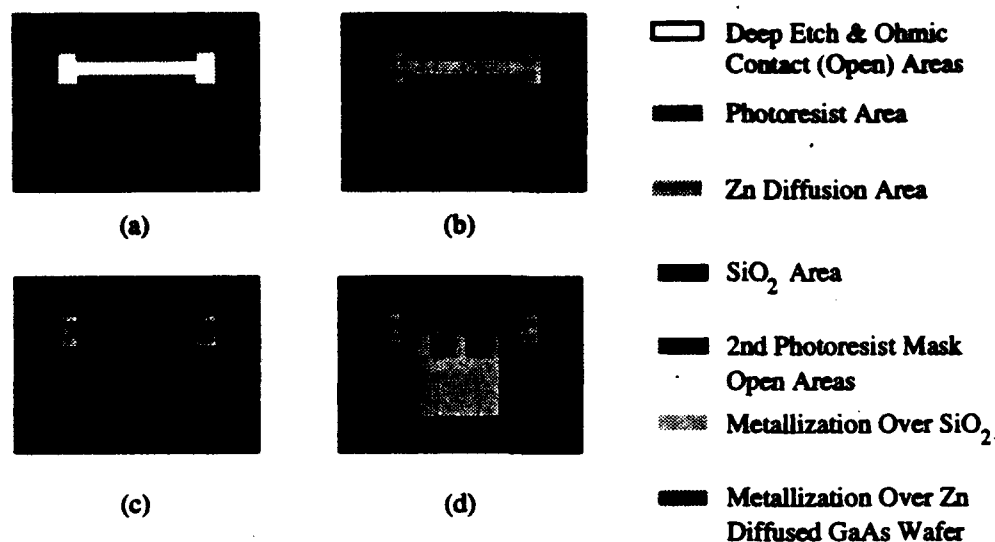 Deep Etch & Ohmic
Contact (Open) Areas
Photoresist Area
Zn Diffusion Area
(a)
(b)
SiO2 Area
2nd Photoresist Mask
Open Areas
Metallization Over SiO2
Metallization Over Zn
Diffused GaAs Wafer
(c)
(d)